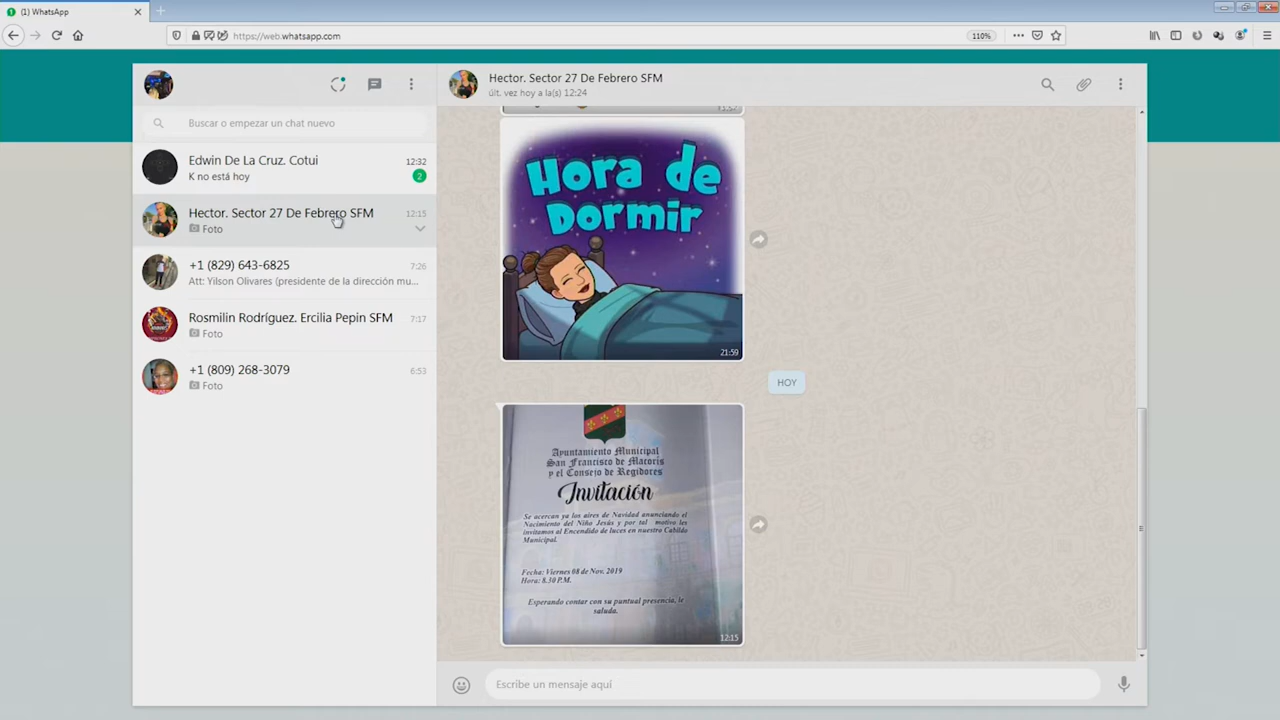 (1) WhatsApp
https://web.whatsapp.com
110%
Buscar o empezar un chat nuevo
Edwin De La Cruz. Cotui
12:32
K no está hoy
2
Hector. Sector 27 De Febrero SFM
12:15
Foto
+1 (829) 643-6825
7:26
Att: Yilson Olivares (presidente de la dirección mu...
Rosmilin Rodríguez. Ercilia Pepin SFM
7:17
Foto
+1 (809) 268-3079
6:53
Foto
Hector. Sector 27 De Febrero SFM
últ. vez hoy a la(s) 12:24
Hora de
Dormir
21:59
HOY
Ayuntamiento Municipal
San Francisco de Macorís
y el Consejo de Regidores
Invitación
Se acercan ya los aires de Navidad anunciando el
Nacimiento del Niño Jesús y por tal motivo les
invitamos al Encendido de luces en nuestro Cabildo
Municipal.
Fecha: Viernes 08 de Nov. 2019
Hora: 8.30 P.M.
Esperando contar con su puntual presencia, le
saluda.
12:15
Escribe un mensaje aquí